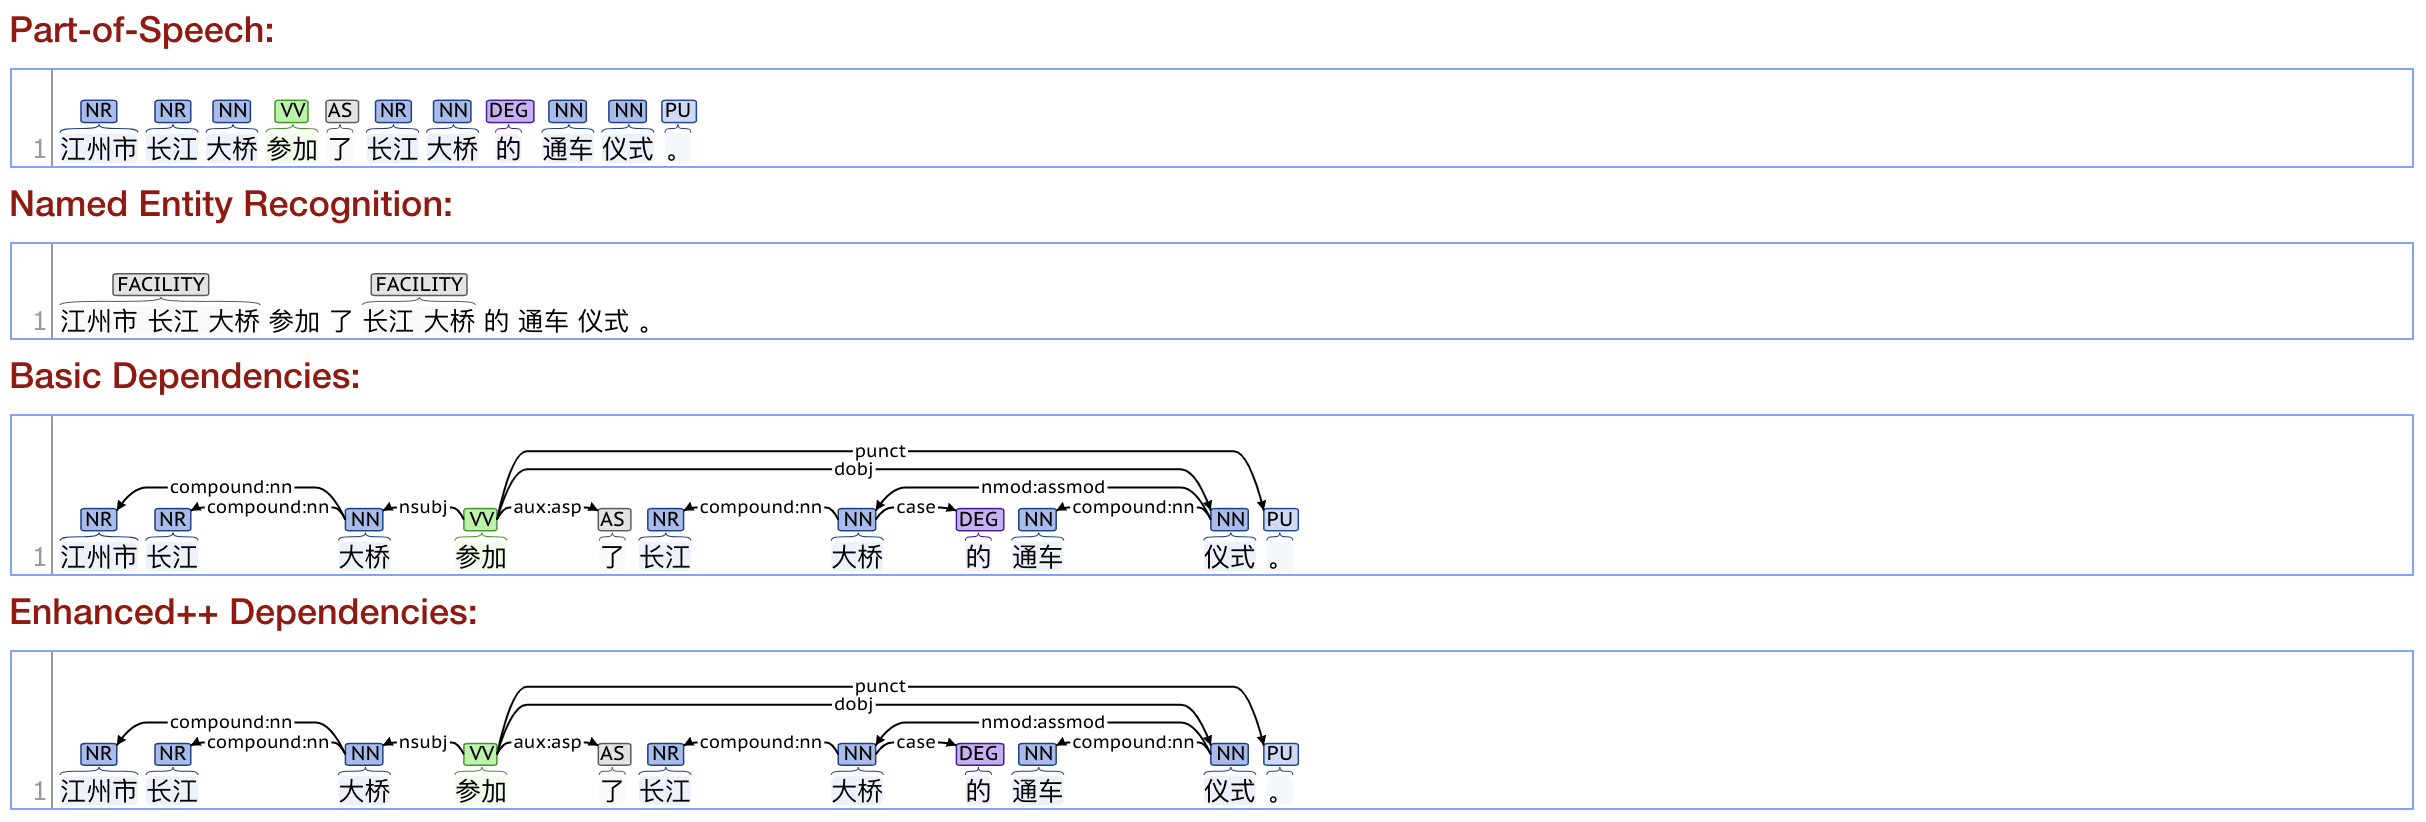 Part-of-Speech:
NR NR NN VV AS NR NN DEG NN NN PU
1 江州市 长江 大桥 参加 了 长江 大桥 的 通车 仪式 。
Named Entity Recognition:
FACILITY FACILITY
1 江州市 长江 大桥 参加 了 长江 大桥 的 通车 仪式 。
Basic Dependencies:
punct
dobj
compound:nn nmod:assmod
compound:nn nsubj aux:asp compound:nn case compound:nn
NR NR NN VV AS NR NN DEG NN NN PU
1 江州市 长江 大桥 参加 了 长江 大桥 的 通车 仪式 。
Enhanced++ Dependencies:
punct
dobj
compound:nn nmod:assmod
compound:nn nsubj aux:asp compound:nn case compound:nn
NR NR NN VV AS NR NN DEG NN NN PU
1 江州市 长江 大桥 参加 了 长江 大桥 的 通车 仪式 。